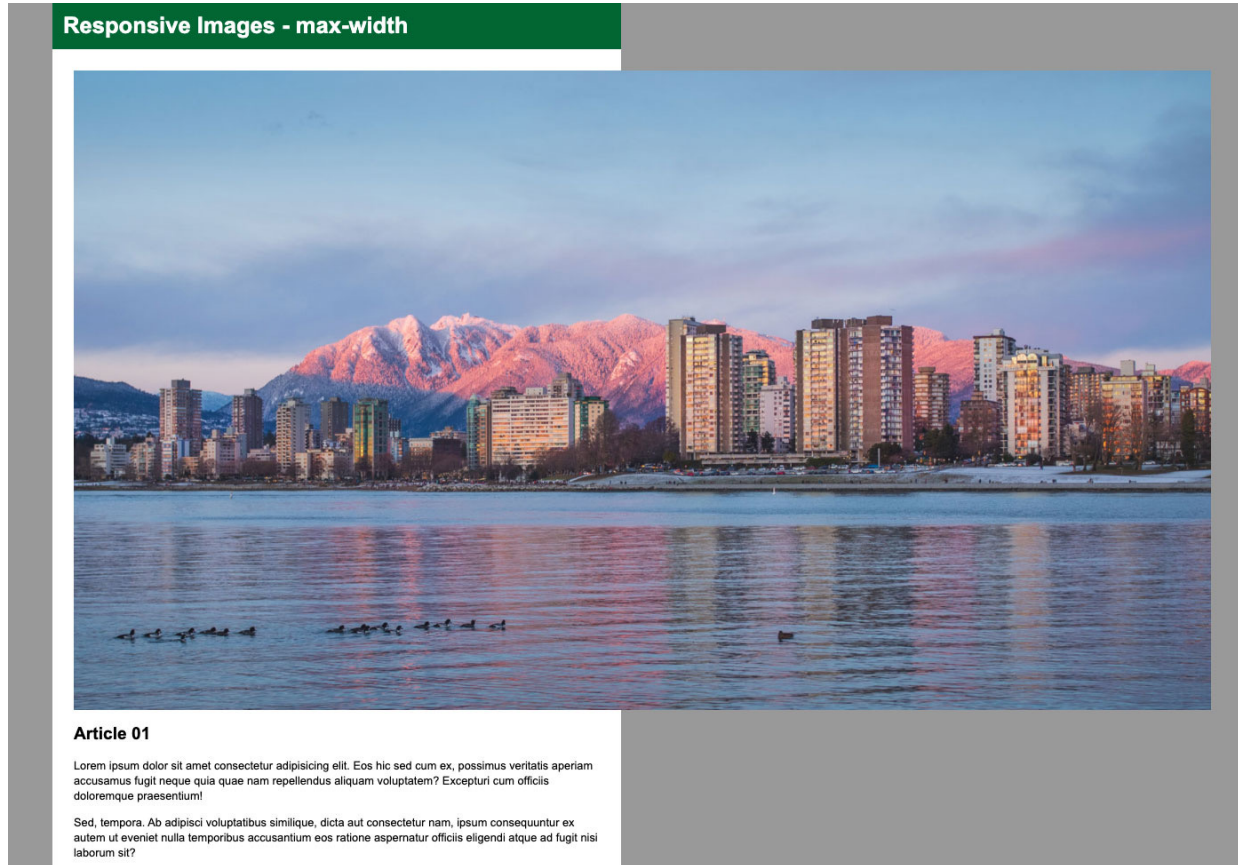 Responsive Images - max-width
Article 01
Lorem ipsum dolor sit amet consectetur adipisicing elit. Eos hic sed cum ex, possimus veritatis aperiam
accusamus fugit neque quia quae nam repellendus aliquam voluptatem? Excepturi cum officiis
doloremque praesentium!
Sed, tempora. Ab adipisci voluptatibus similique, dicta aut consectetur nam, ipsum consequuntur ex
autem ut eveniet nulla temporibus accusantium eos ratione aspernatur officiis eligendi atque ad fugit nisi
laborum sit?